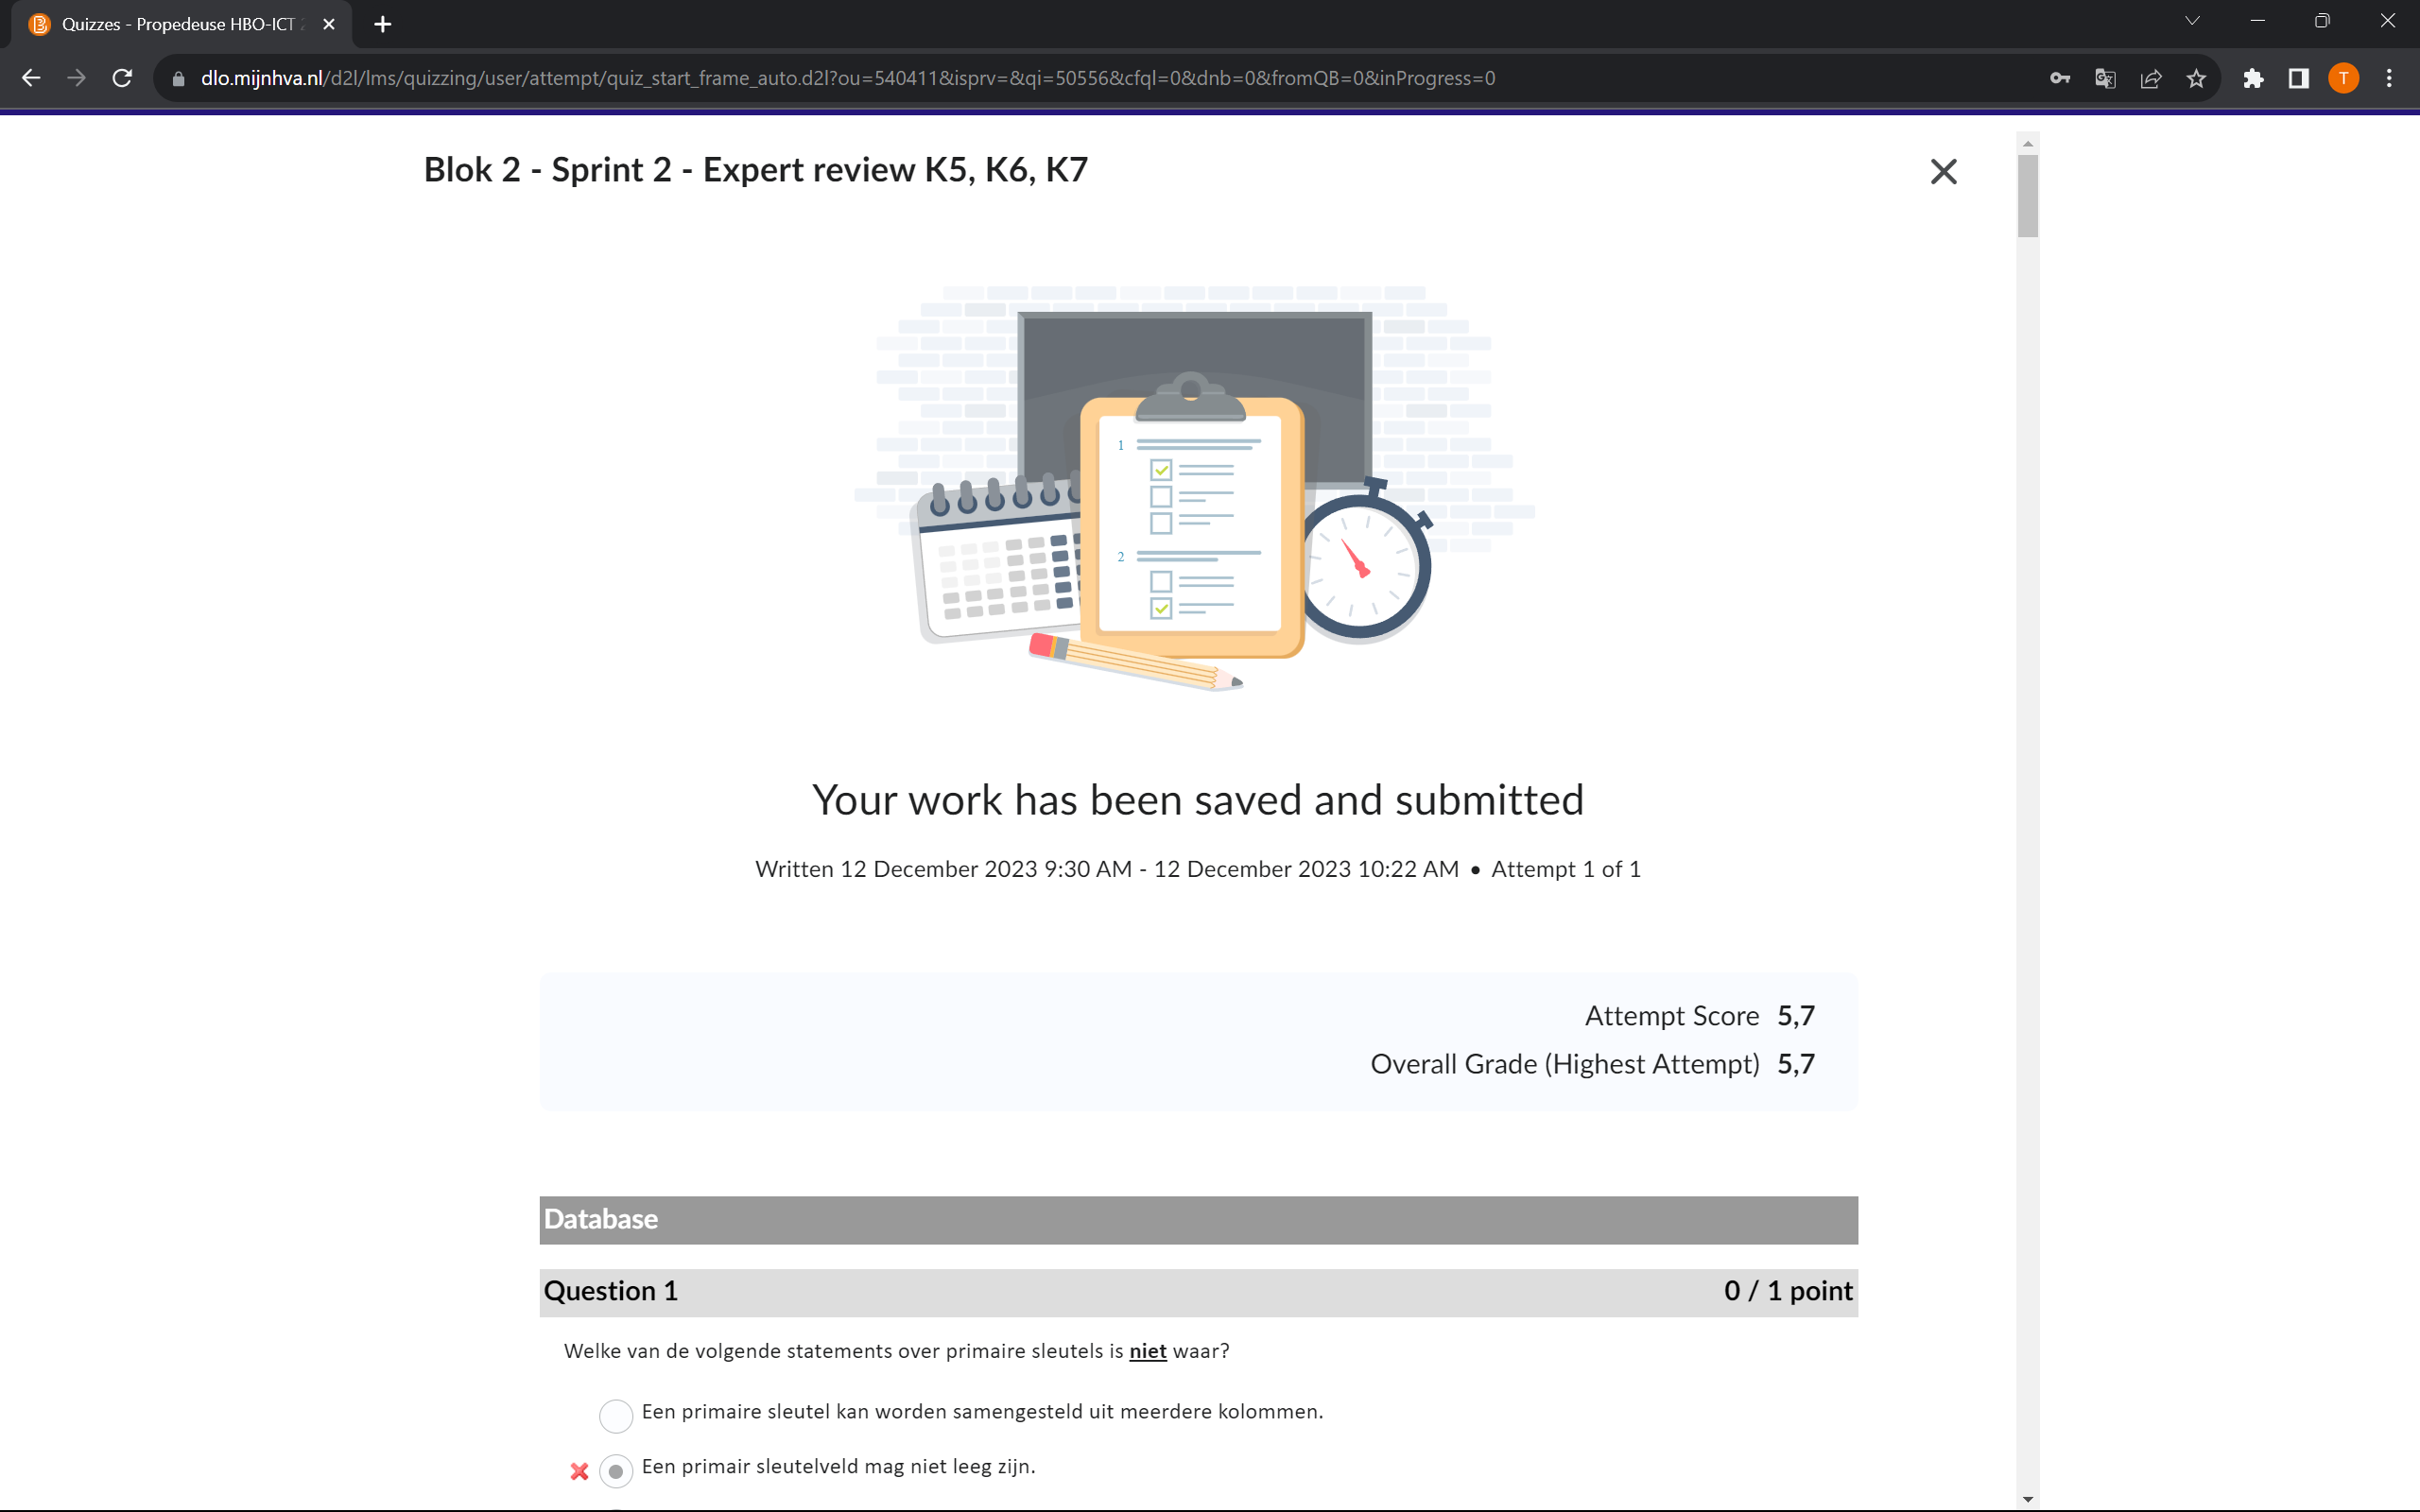 Quizzes - Propedeuse HBO-ICT
dlo.mijnhva.nl/d2l/lms/quizzing/user/attempt/quiz_start_frame_auto.d2l?ou=540411&isprv=&qi=50556&cfql=0&dnb=0&fromQB=0&inProgress=0
T
Blok 2 - Sprint 2 - Expert review K5, K6, K7
1
2
Your work has been saved and submitted
Written 12 December 2023 9:30 AM - 12 December 2023 10:22 AM • Attempt 1 of 1
Attempt Score 5,7
Overall Grade (Highest Attempt) 5,7
Database
Question 1 0 / 1 point
Welke van de volgende statements over primaire sleutels is niet waar?
Een primaire sleutel kan worden samengesteld uit meerdere kolommen.
Een primair sleutelveld mag niet leeg zijn.